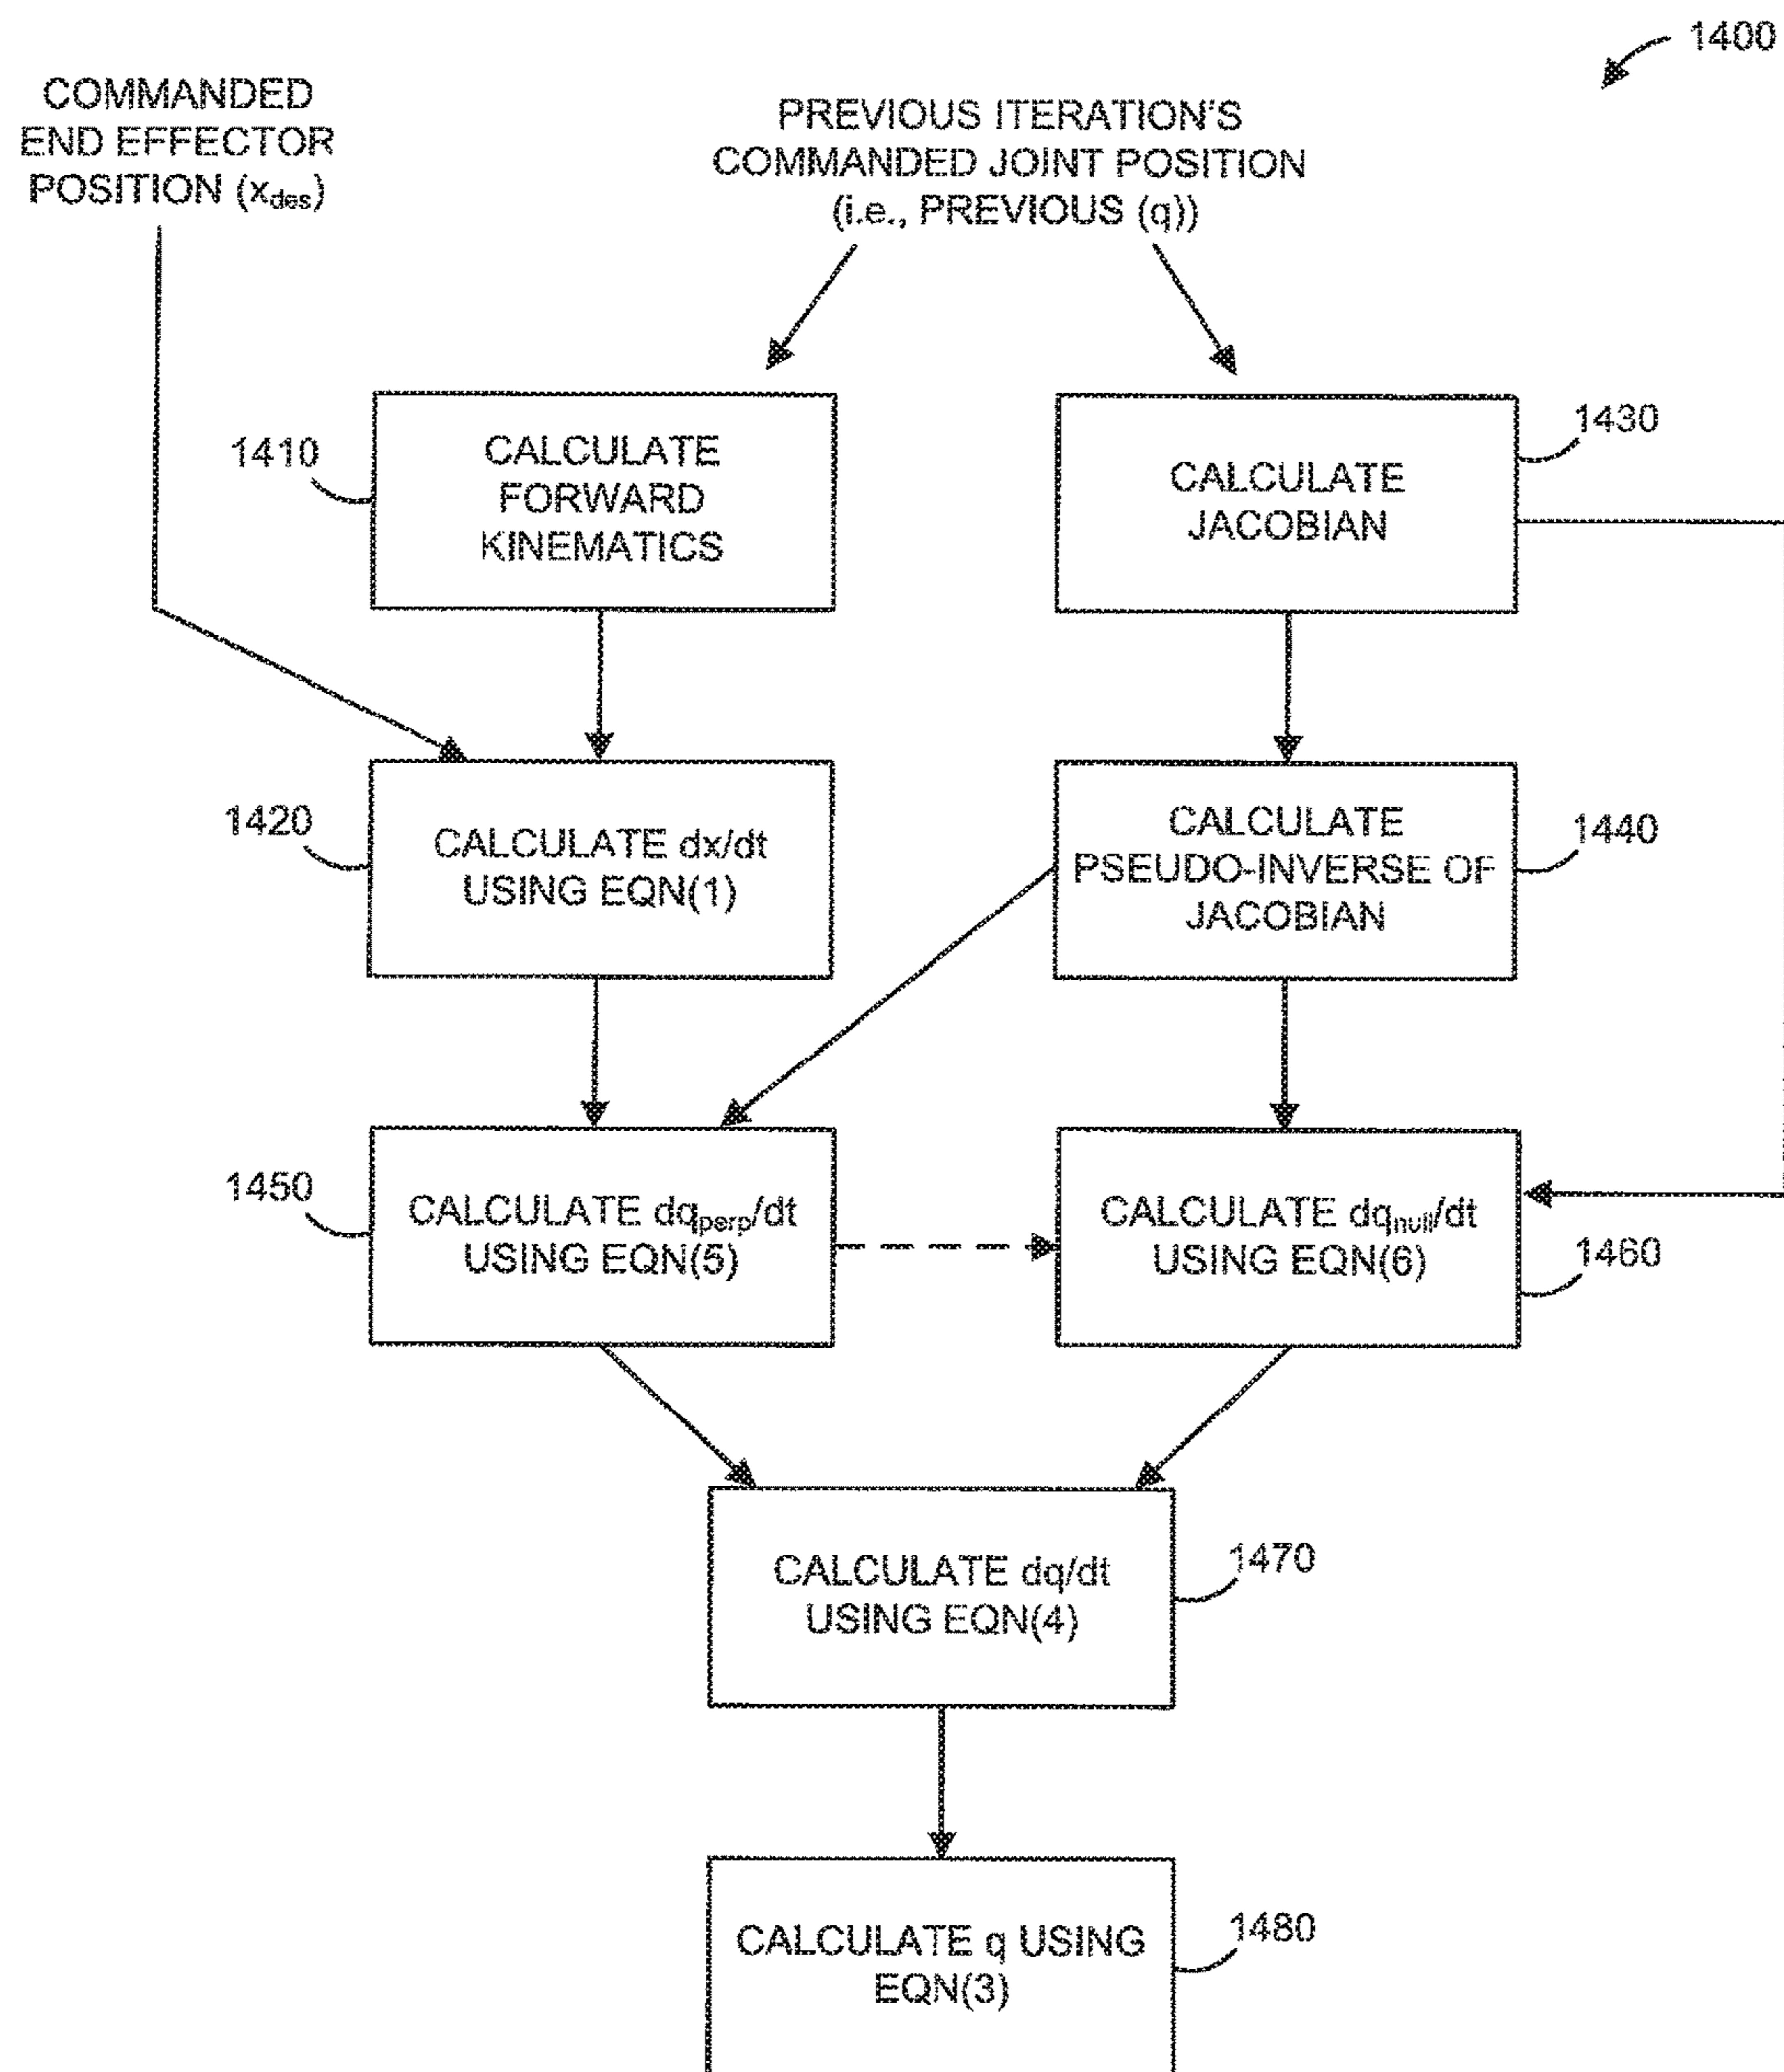 1400
COMMANDED
END EFFECTOR
POSITION (xdes)
PREVIOUS ITERATION'S
COMMANDED JOINT POSITION
(i.e., PREVIOUS (q))
1410
CALCULATE
FORWARD
KINEMATICS
CALCULATE
JACOBIAN
1430
1420
CALCULATE dx/dt
USING EQN(1)
CALCULATE
PSEUDO-INVERSE OF
JACOBIAN
1440
1450
CALCULATE dqperp/dt
USING EQN(5)
CALCULATE dqnull/dt
USING EQN(6)
1460
CALCULATE dq/dt
USING EQN(4)
1470
CALCULATE q USING
EQN(3)
1480